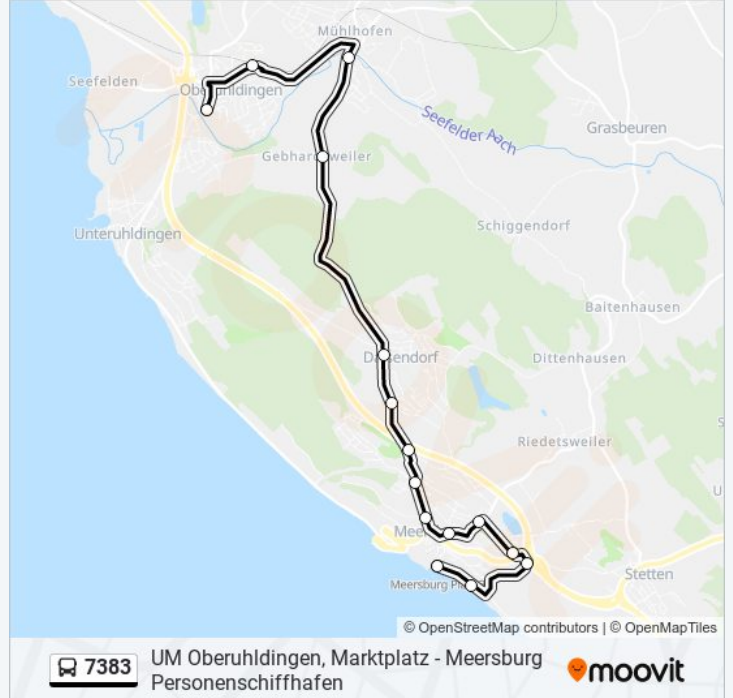 Mühlhofen
Seefelden
Oberuhldingen
Seefelder Aach
Grasbeuren
Gebhardsweiler
Schiggendorf
Unteruhldingen
Baitenhausen
Daisendorf
Dittenhausen
Riedetsweiler
Stetten
© OpenStreetMap contributors | © OpenMapTiles
7383
UM Oberuhldingen, Marktplatz - Meersburg
Personenschiffhafen
moovit